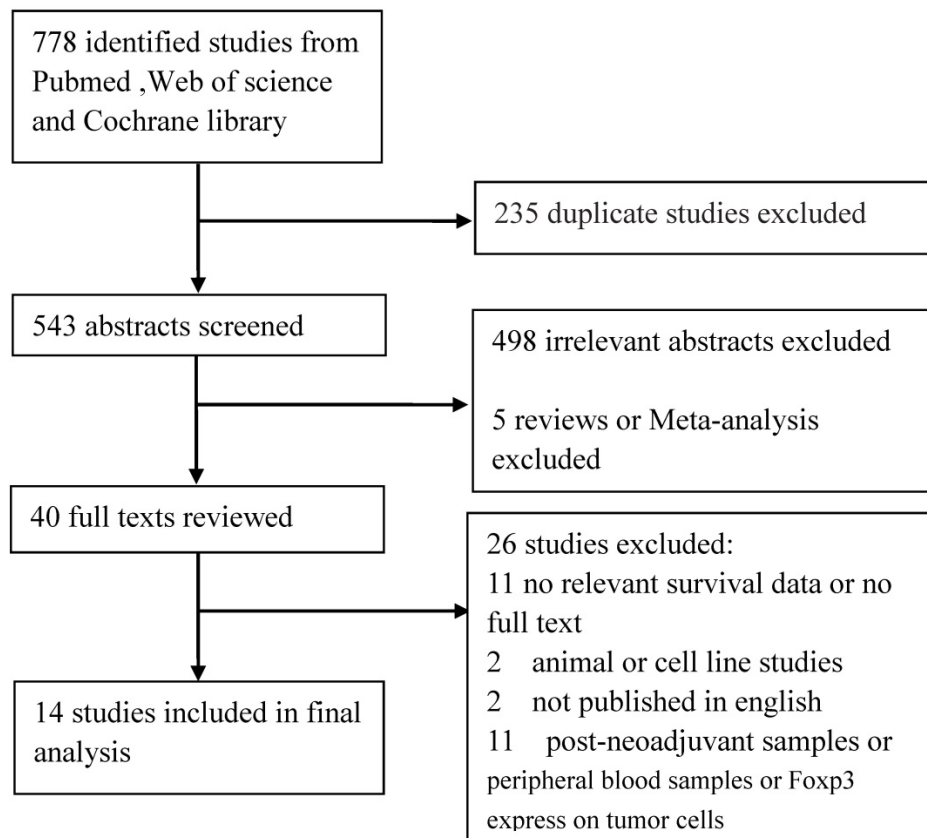 778 identified studies from
Pubmed ,Web of science
and Cochrane library
235 duplicate studies excluded
543 abstracts screened
498 irrelevant abstracts excluded
5 reviews or Meta-analysis
excluded
40 full texts reviewed
26 studies excluded:
11 no relevant survival data or no
full text
2 animal or cell line studies
2 not published in english
11 post-neoadjuvant samples or
peripheral blood samples or Foxp3
express on tumor cells
14 studies included in final
analysis